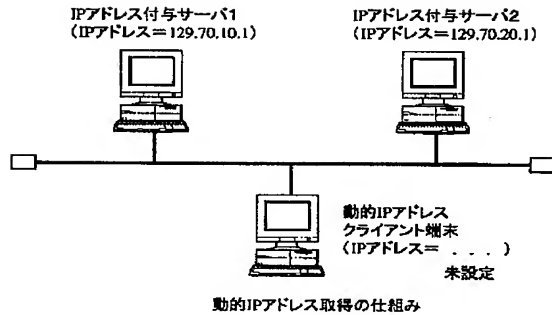 IPアドレス付与サーバ1
(IPアドレス=129.70.10.1)
IPアドレス付与サーバ2
(IPアドレス=129.70.20.1)
動的IPアドレス
クライアント端末
(IPアドレス= . . . . )
未設定
動的IPアドレス取得の仕組み